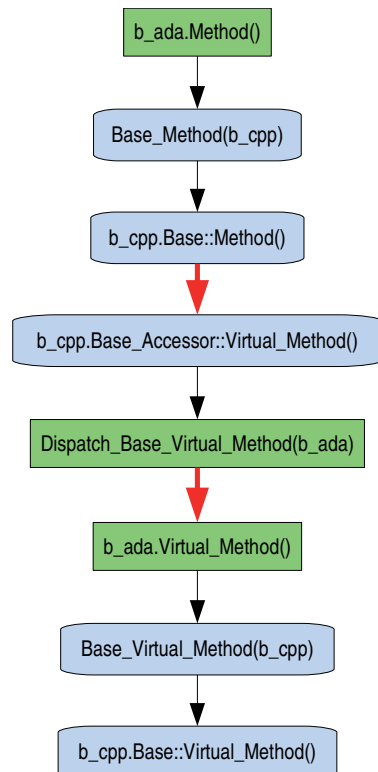 b_ada.Method()
Base_Method(b_cpp)
b_cpp.Base::Method()
b_cpp.Base_Accessor::Virtual_Method()
Dispatch_Base_Virtual_Method(b_ada)
b_ada.Virtual_Method()
Base_Virtual_Method(b_cpp)
b_cpp.Base::Virtual_Method()